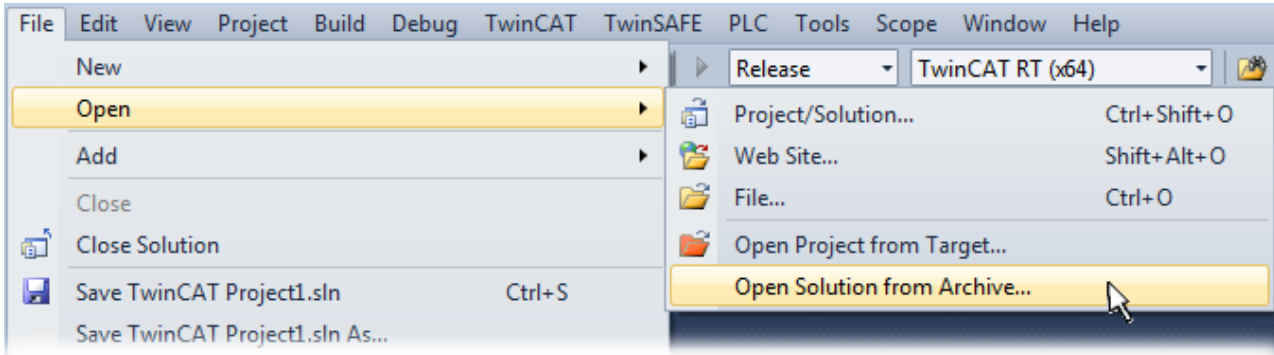 File Edit View Project Build Debug TwinCAT TwinSAFE PLC Tools Scope Window Help
New
Release TwinCAT RT (x64)
Open
Project/Solution... Ctrl+Shift+O
Add
Web Site... Shift+Alt+O
Close
File... Ctrl+O
Close Solution
Open Project from Target...
Save TwinCAT Project1.sln Ctrl+S
Open Solution from Archive...
Save TwinCAT Project1.sln As...